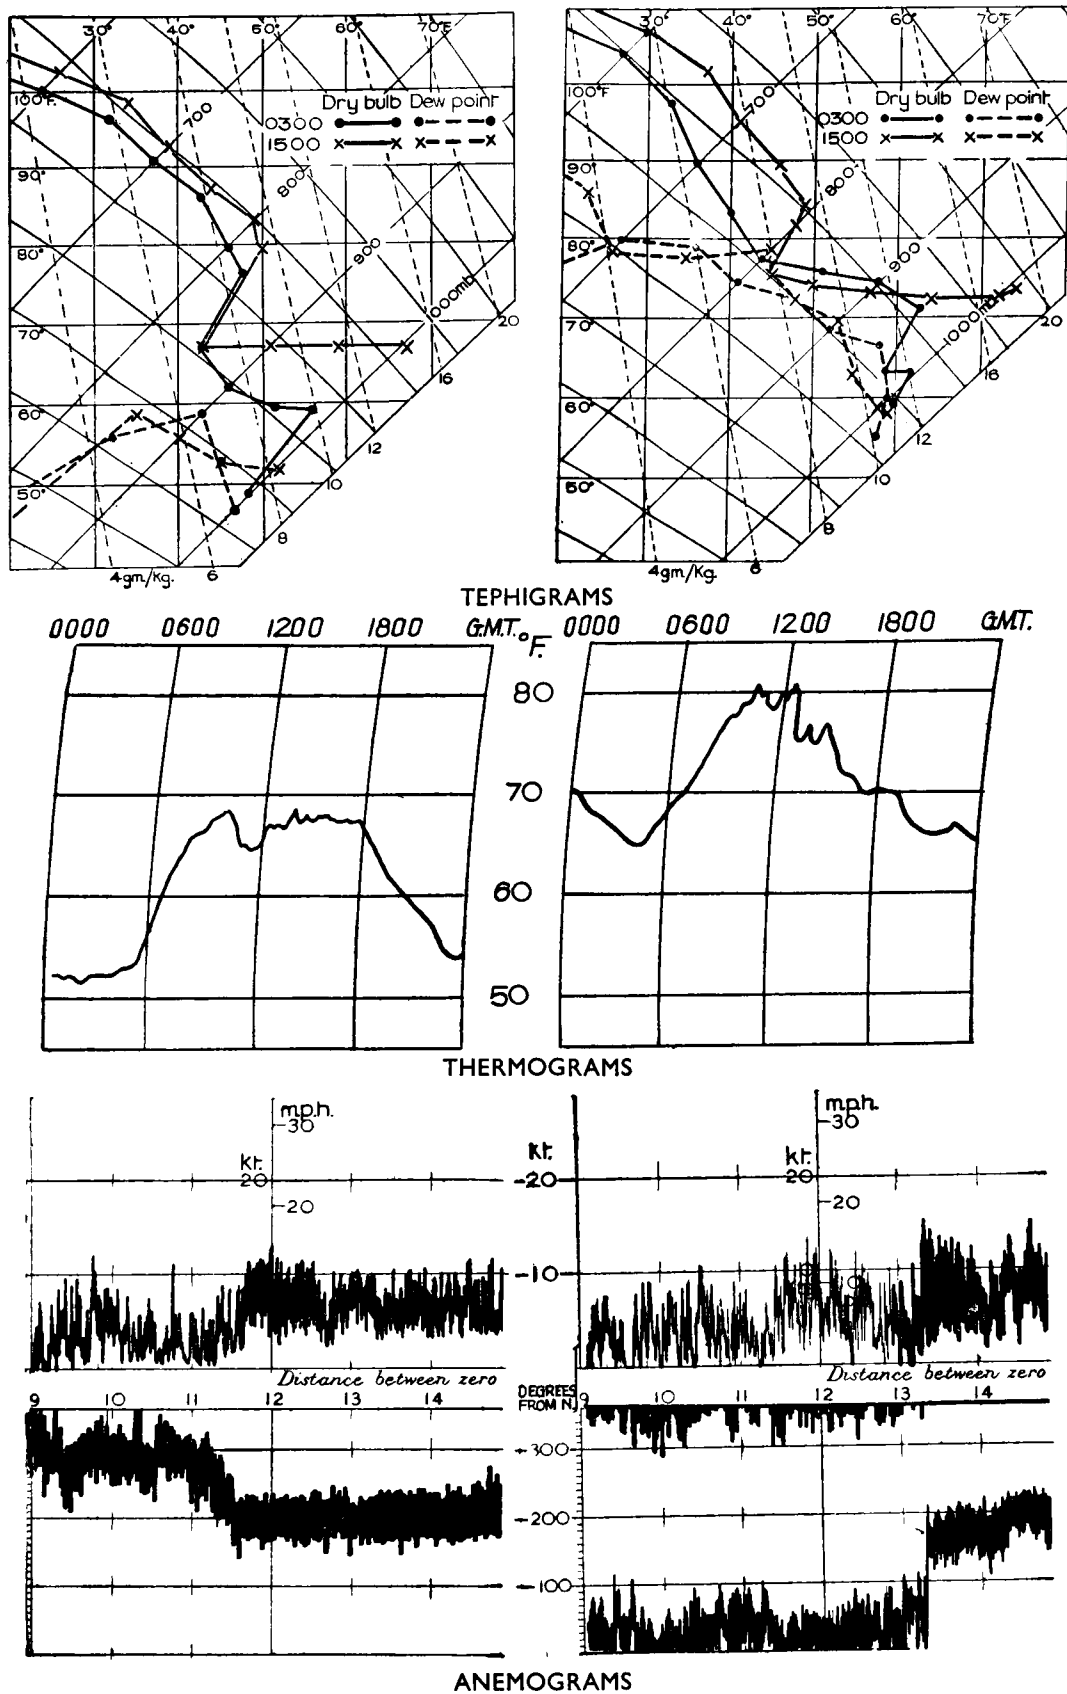 30° 40° 50° 60° 70°F
100°F
90°
80°
70°
60°
50°
700
800
900
1000mb
20
16
12
10
8
4gm/kg. 6
Dry bulb Dew point
0300
1500
30° 40° 50° 60° 70°F
100°F
90°
80°
70°
60°
50°
700
800
900
1000mb
20
16
12
10
8
4gm/kg. 6
Dry bulb Dew point
0300
1500
TEPHIGRAMS
0000 0600 1200 1800 G.M.T. °F. 0000 0600 1200 1800 G.M.T.
80
70
60
50
THERMOGRAMS
m.p.h.
30
kt.
20
20
kt.
20
10
m.p.h.
30
kt.
20
20
Distance between zero
9 10 11 12 13 14
DEGREES
FROM N.
Distance between zero
9 10 11 12 13 14
300
200
100
ANEMOGRAMS